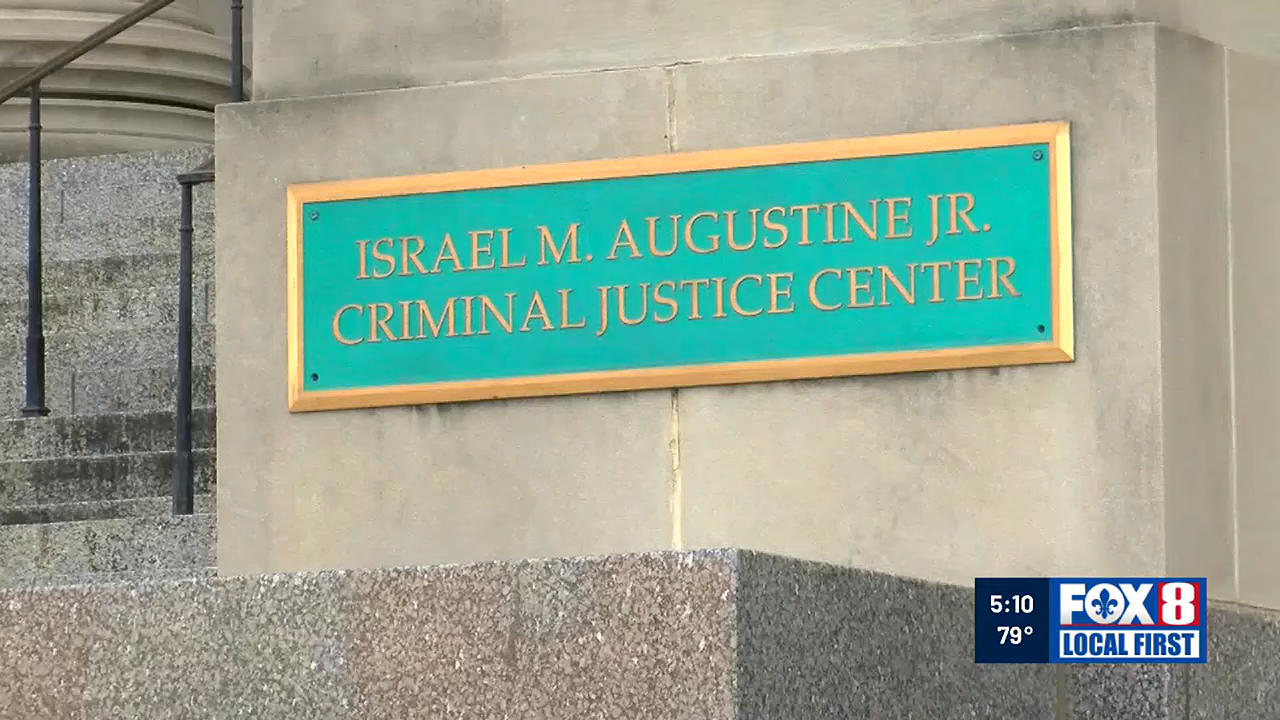 ISRAEL M. AUGUSTINE JR.
CRIMINAL JUSTICE CENTER
5:10
79°
FOX 8
LOCAL FIRST